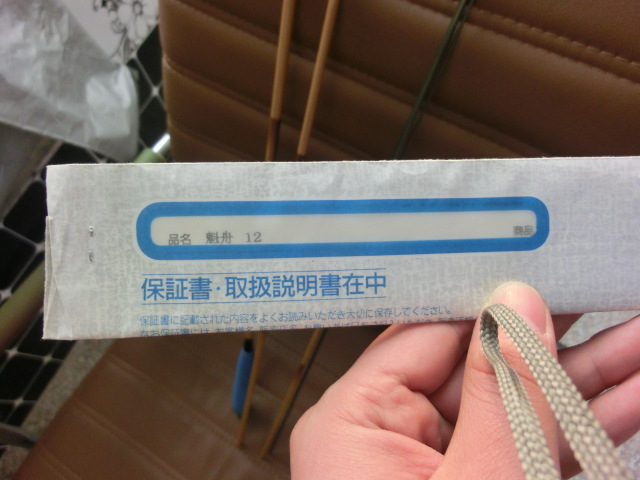 品名 魁舟 12 商品
保証書・取扱説明書在中
保証書に記載された内容をよくお読みいただき大切に保存してください。